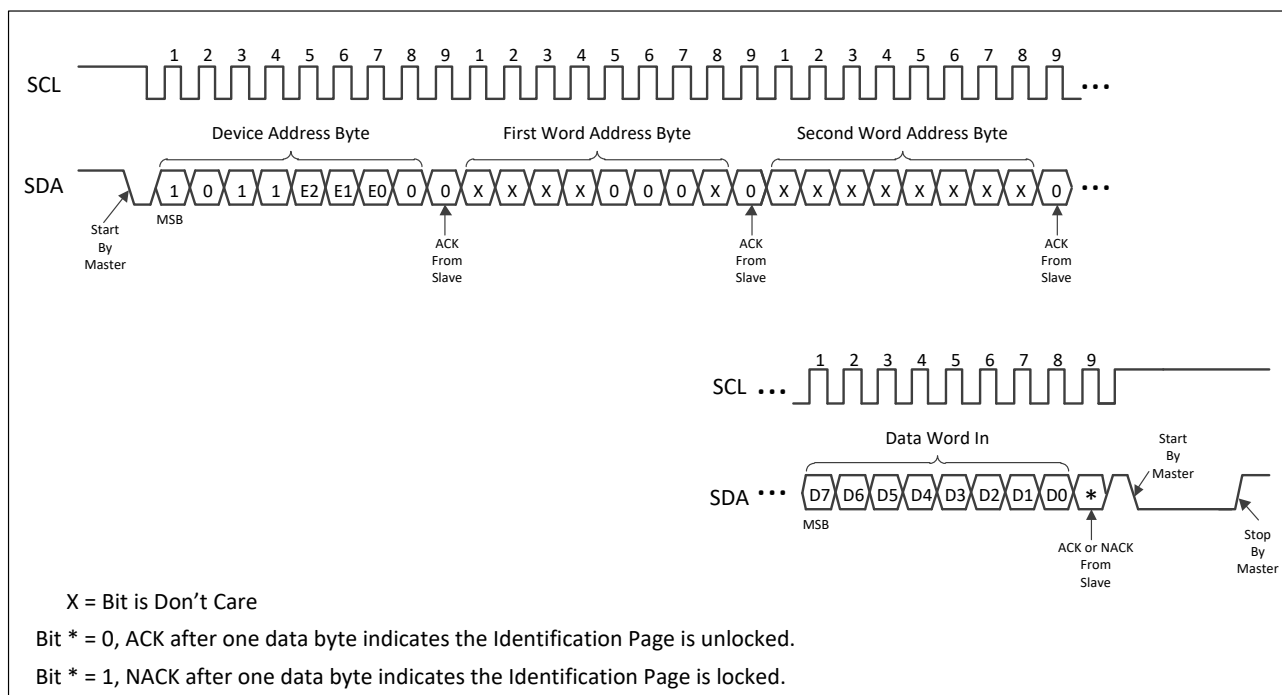 1 2 3 4 5 6 7 8 9 1 2 3 4 5 6 7 8 9 1 2 3 4 5 6 7 8 9
SCL ...
Device Address Byte First Word Address Byte Second Word Address Byte
SDA 1 0 1 1 E2 E1 E0 0 0 X X X X 0 0 0 X 0 X X X X X X X X 0 ...
MSB
Start
By
Master
ACK
From
Slave
ACK
From
Slave
ACK
From
Slave
1 2 3 4 5 6 7 8 9
SCL ...
Data Word In
Start
By
Master
SDA ... D7 D6 D5 D4 D3 D2 D1 D0 *
MSB
ACK or NACK
From
Slave
Stop
By
Master
X = Bit is Don’t Care
Bit * = 0, ACK after one data byte indicates the Identification Page is unlocked.
Bit * = 1, NACK after one data byte indicates the Identification Page is locked.